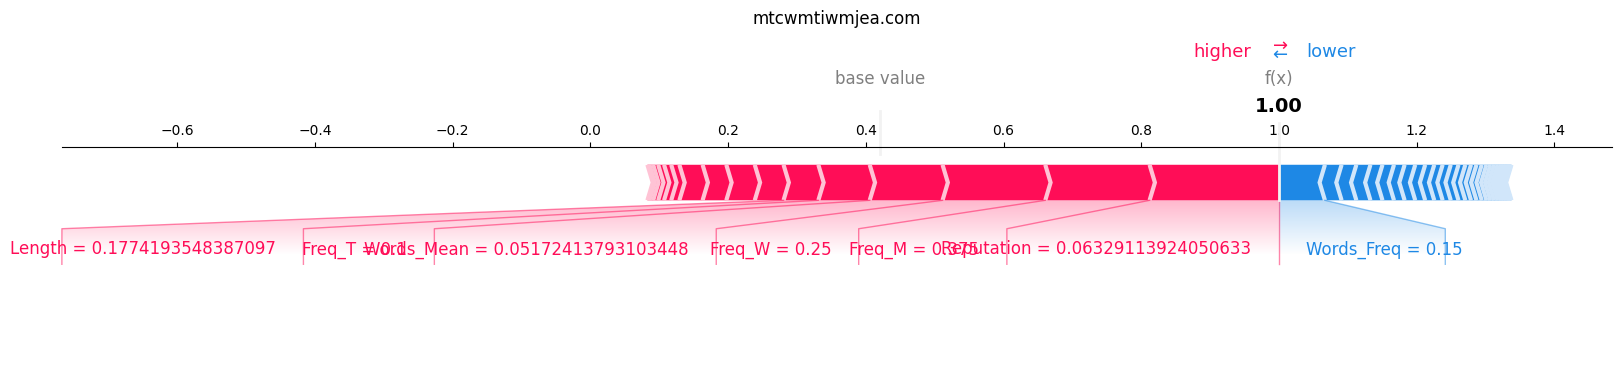 mtcwmtiwmjea.com
higher → ← lower
base value f(x)
1.00
−0.6 −0.4 −0.2 0.0 0.2 0.4 0.6 0.8 1.0 1.2 1.4
Length = 0.1774193548387097 Freq_T = 0.1 Words_Mean = 0.05172413793103448 Freq_W = 0.25 Freq_M = 0.375 Reputation = 0.06329113924050633 Words_Freq = 0.15